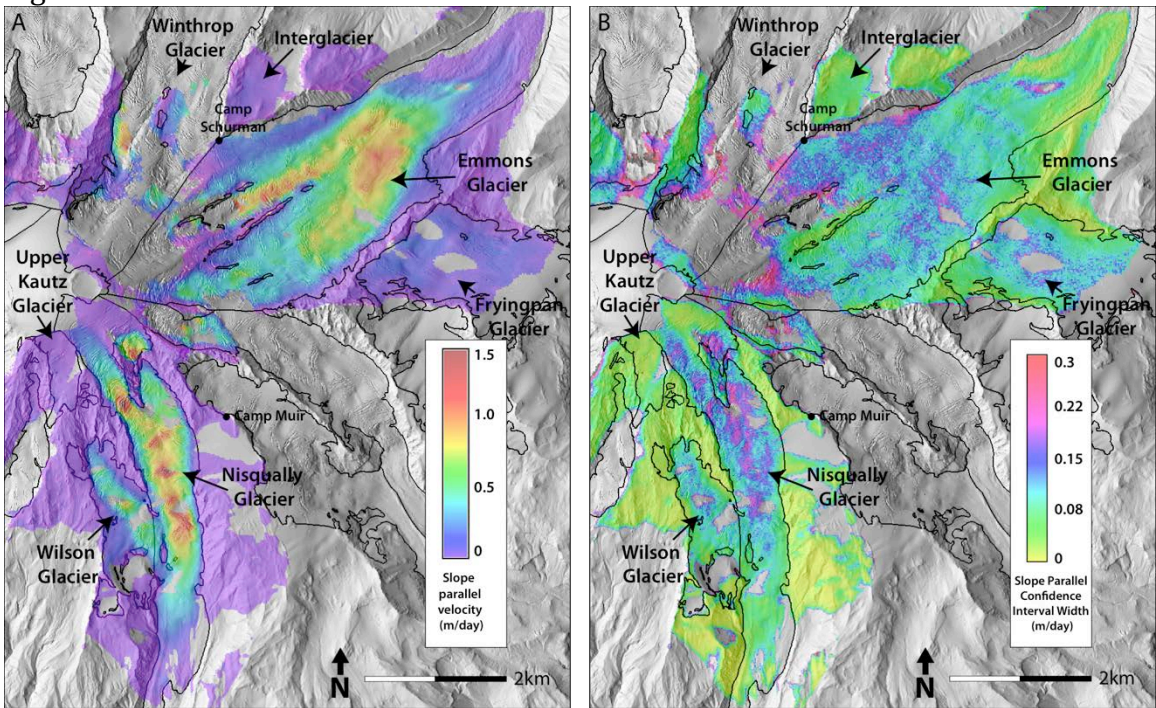 A
Winthrop
Glacier
Interglacier
Camp
Schurman
Emmons
Glacier
Upper
Kautz
Glacier
Fryingpan
Glacier
1.5
1.0
0.5
0
Slope
parallel
velocity
(m/day)
Camp Muir
Nisqually
Glacier
Wilson
Glacier
N
2km
B
Winthrop
Glacier
Interglacier
Camp
Schurman
Emmons
Glacier
Upper
Kautz
Glacier
Fryingpan
Glacier
0.3
0.22
0.15
0.08
0
Slope Parallel
Confidence
Interval Width
(m/day)
Camp Muir
Nisqually
Glacier
Wilson
Glacier
N
2km